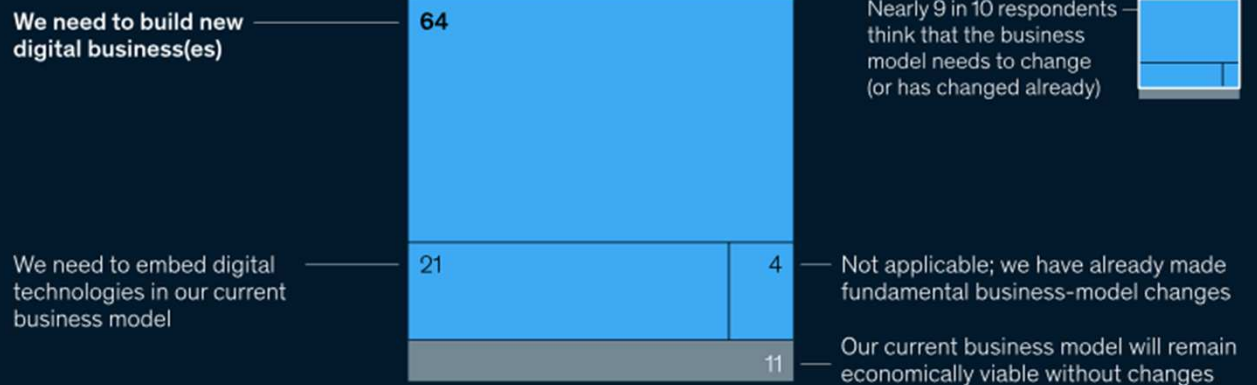 We need to build new
digital business(es)
64
Nearly 9 in 10 respondents
think that the business
model needs to change
(or has changed already)
We need to embed digital
technologies in our current
business model
21
4
Not applicable; we have already made
fundamental business-model changes
11
Our current business model will remain
economically viable without changes